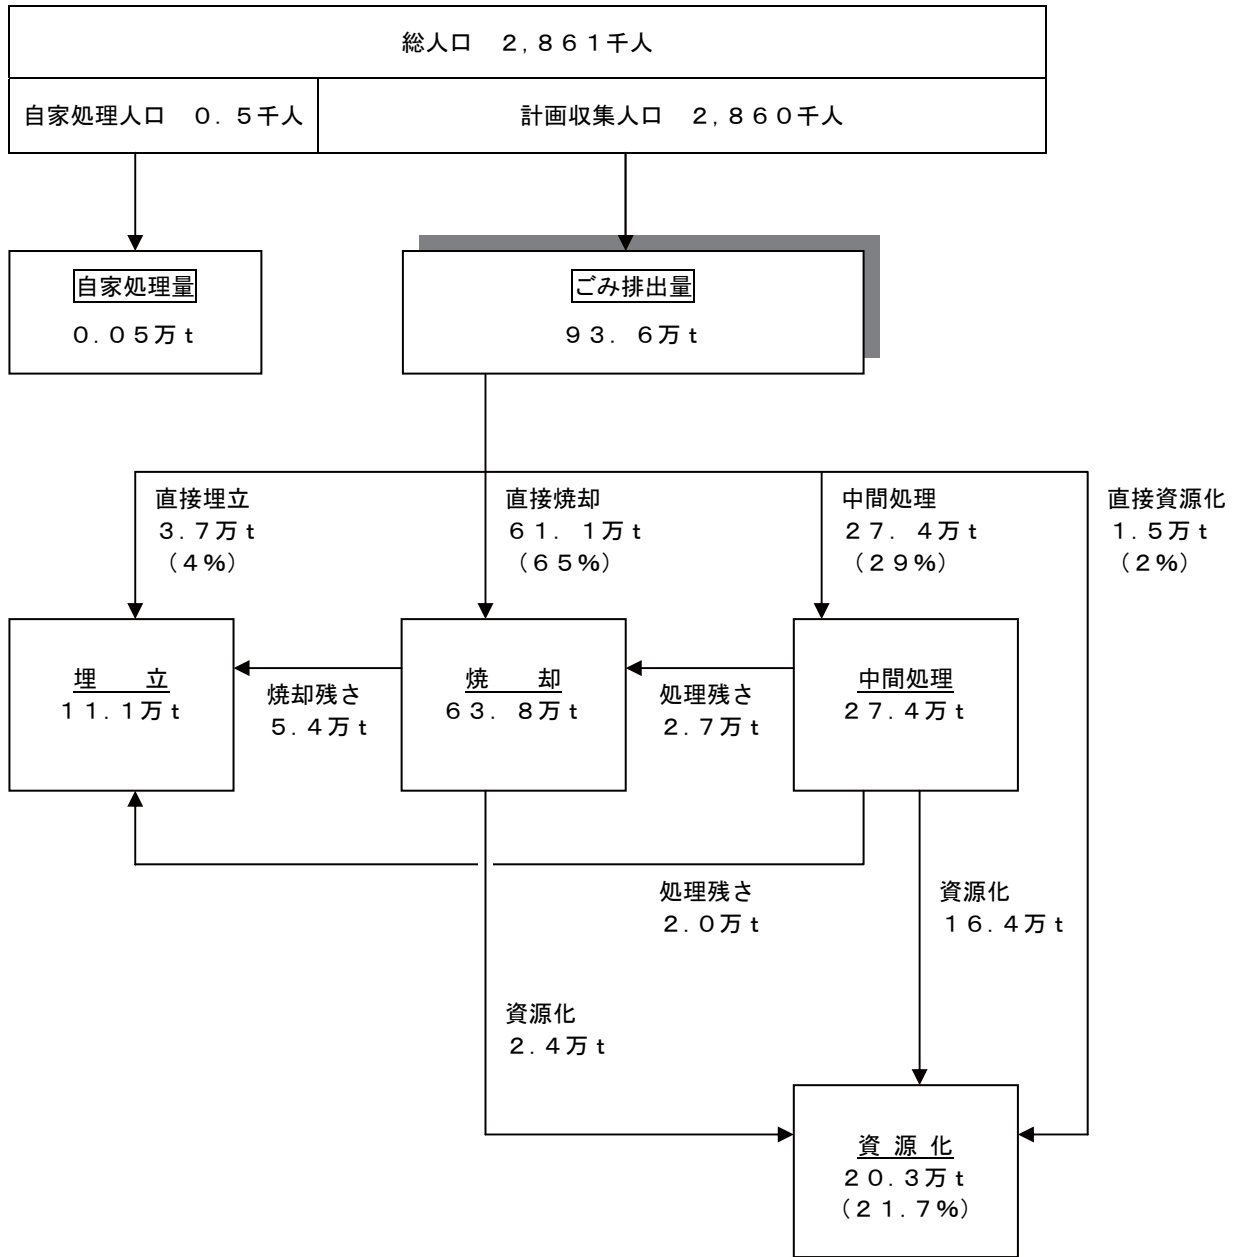 総人口　２，８６１千人
自家処理人口　０．５千人
計画収集人口　２，８６０千人
自家処理量
０．０５万ｔ
ごみ排出量
９３．６万ｔ
直接埋立
３．７万ｔ
（４％）
直接焼却
６１．１万ｔ
（６５％）
中間処理
２７．４万ｔ
（２９％）
直接資源化
１．５万ｔ
（２％）
埋　　立
１１．１万ｔ
焼却残さ
５．４万ｔ
焼　　却
６３．８万ｔ
処理残さ
２．７万ｔ
中間処理
２７．４万ｔ
処理残さ
２．０万ｔ
資源化
１６．４万ｔ
資源化
２．４万ｔ
資 源 化
２０．３万ｔ
（２１．７％）